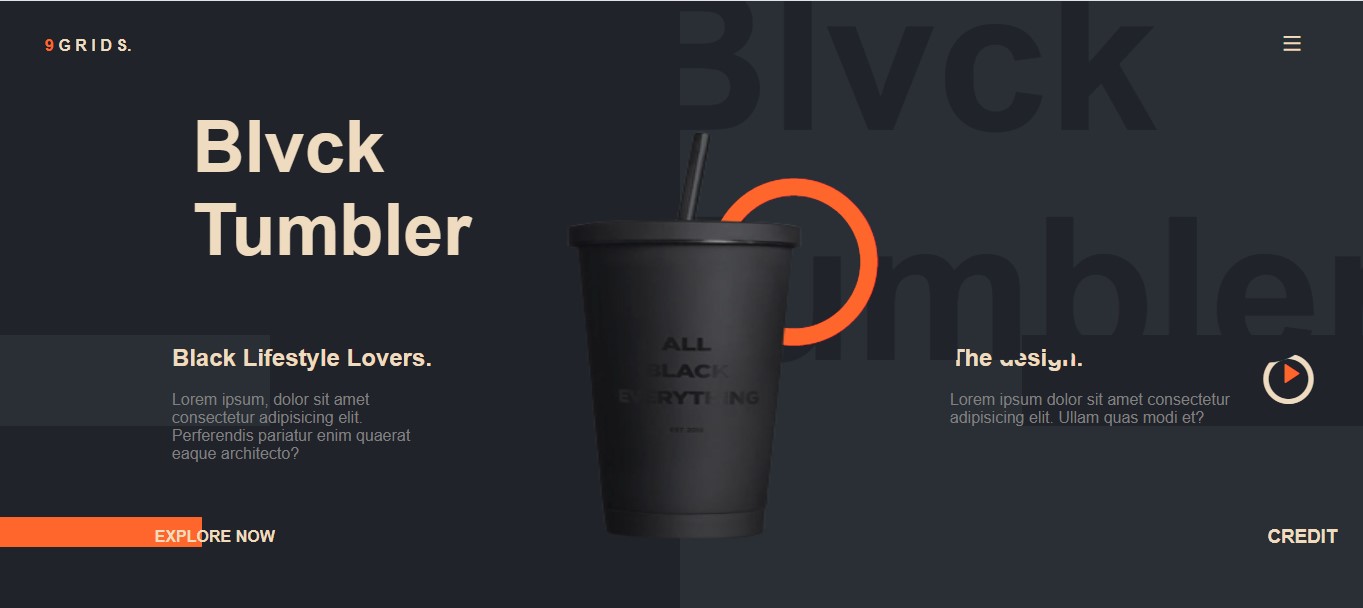 9GRIDS.
Blvck
Tumbler
Blvck
umbler
ALL
BLACK
EVERYTHING
Black Lifestyle Lovers.
Lorem ipsum, dolor sit amet
consectetur adipisicing elit.
Perferendis pariatur enim quaerat
eaque architecto?
The design.
Lorem ipsum dolor sit amet consectetur
adipisicing elit. Ullam quas modi et?
EXPLORE NOW
CREDIT